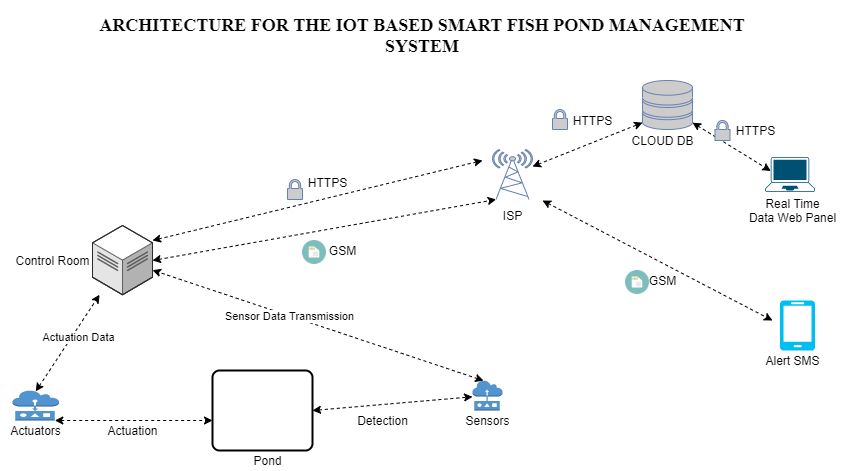 ARCHITECTURE FOR THE IOT BASED SMART FISH POND MANAGEMENT
SYSTEM
HTTPS
CLOUD DB
HTTPS
HTTPS
ISP
Real Time
Data Web Panel
GSM
Control Room
GSM
Sensor Data Transmission
Actuation Data
Alert SMS
Actuators
Actuation
Detection
Sensors
Pond